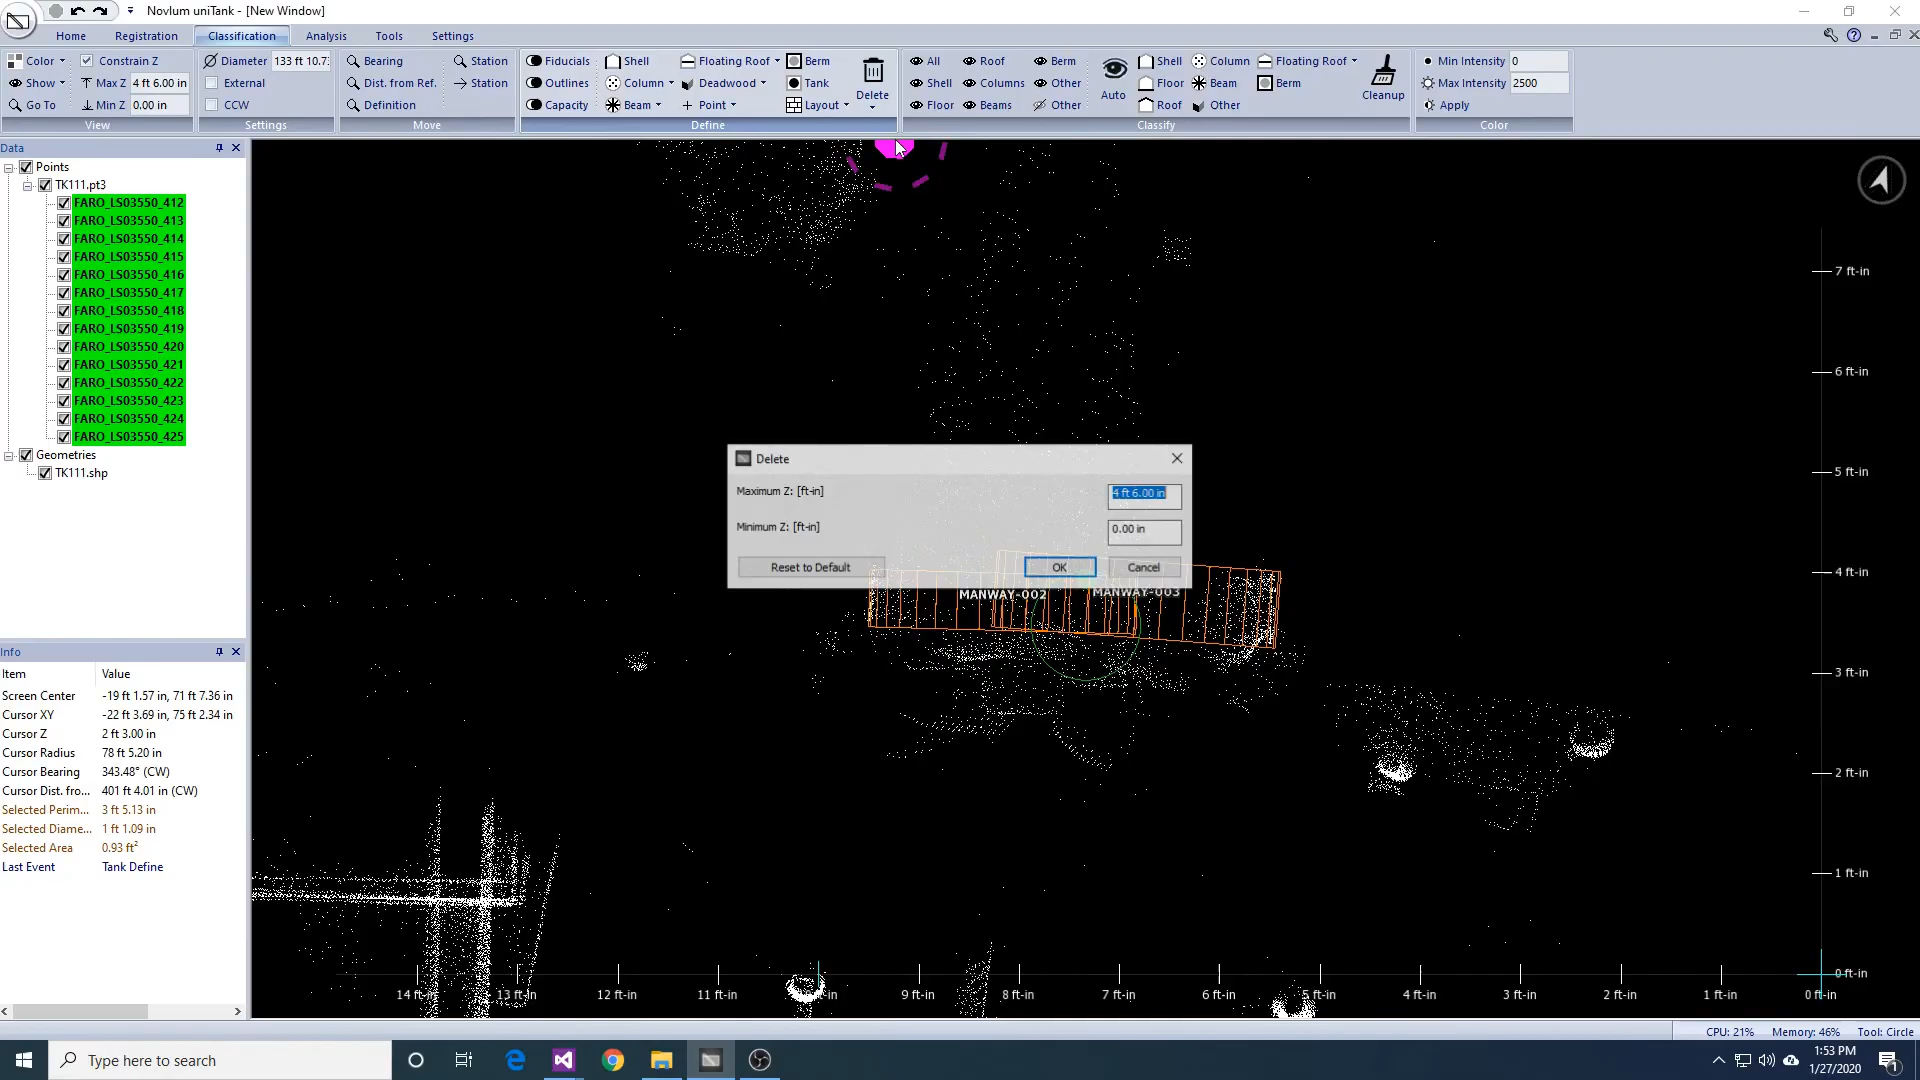 Novlum uniTank - [New Window]
Home Registration Classification Analysis Tools Settings
Color Constrain Z Diameter 133 ft 10.7 Bearing Station Fiducials Shell Floating Roof Berm All Roof Berm Shell Column Floating Roof Min Intensity 0
Show Max Z 4 ft 6.00 in External Dist. from Ref. Station Outlines Column Deadwood Tank Delete Shell Columns Other Auto Floor Beam Berm Cleanup Max Intensity 2500
Go To Min Z 0.00 in CCW Definition Capacity Beam Point Layout Floor Beams Other Roof Other Apply
View Settings Move Define Classify Color
Data
Points
TK111.pt3
FARO_LS03550_412
FARO_LS03550_413
FARO_LS03550_414
FARO_LS03550_415
FARO_LS03550_416
FARO_LS03550_417
FARO_LS03550_418
FARO_LS03550_419
FARO_LS03550_420
FARO_LS03550_421
FARO_LS03550_422
FARO_LS03550_423
FARO_LS03550_424
FARO_LS03550_425
Geometries
TK111.shp
Info
Item Value
Screen Center -19 ft 1.57 in, 71 ft 7.36 in
Cursor XY -22 ft 3.69 in, 75 ft 2.34 in
Cursor Z 2 ft 3.00 in
Cursor Radius 78 ft 5.20 in
Cursor Bearing 343.48° (CW)
Cursor Dist. fro... 401 ft 4.01 in (CW)
Selected Perim... 3 ft 5.13 in
Selected Diame... 1 ft 1.09 in
Selected Area 0.93 ft²
Last Event Tank Define
Delete
Maximum Z: [ft-in] 4 ft 6.00 in
Minimum Z: [ft-in] 0.00 in
Reset to Default OK Cancel
MANWAY-002 MANWAY-003
7 ft-in
6 ft-in
5 ft-in
4 ft-in
3 ft-in
2 ft-in
1 ft-in
0 ft-in
14 ft-in 13 ft-in 12 ft-in 11 ft-in 9 ft-in 8 ft-in 7 ft-in 6 ft-in 5 ft-in 4 ft-in 3 ft-in 2 ft-in 1 ft-in 0 ft-in
CPU: 21% Memory: 46% Tool: Circle
Type here to search
1:53 PM
1/27/2020
1